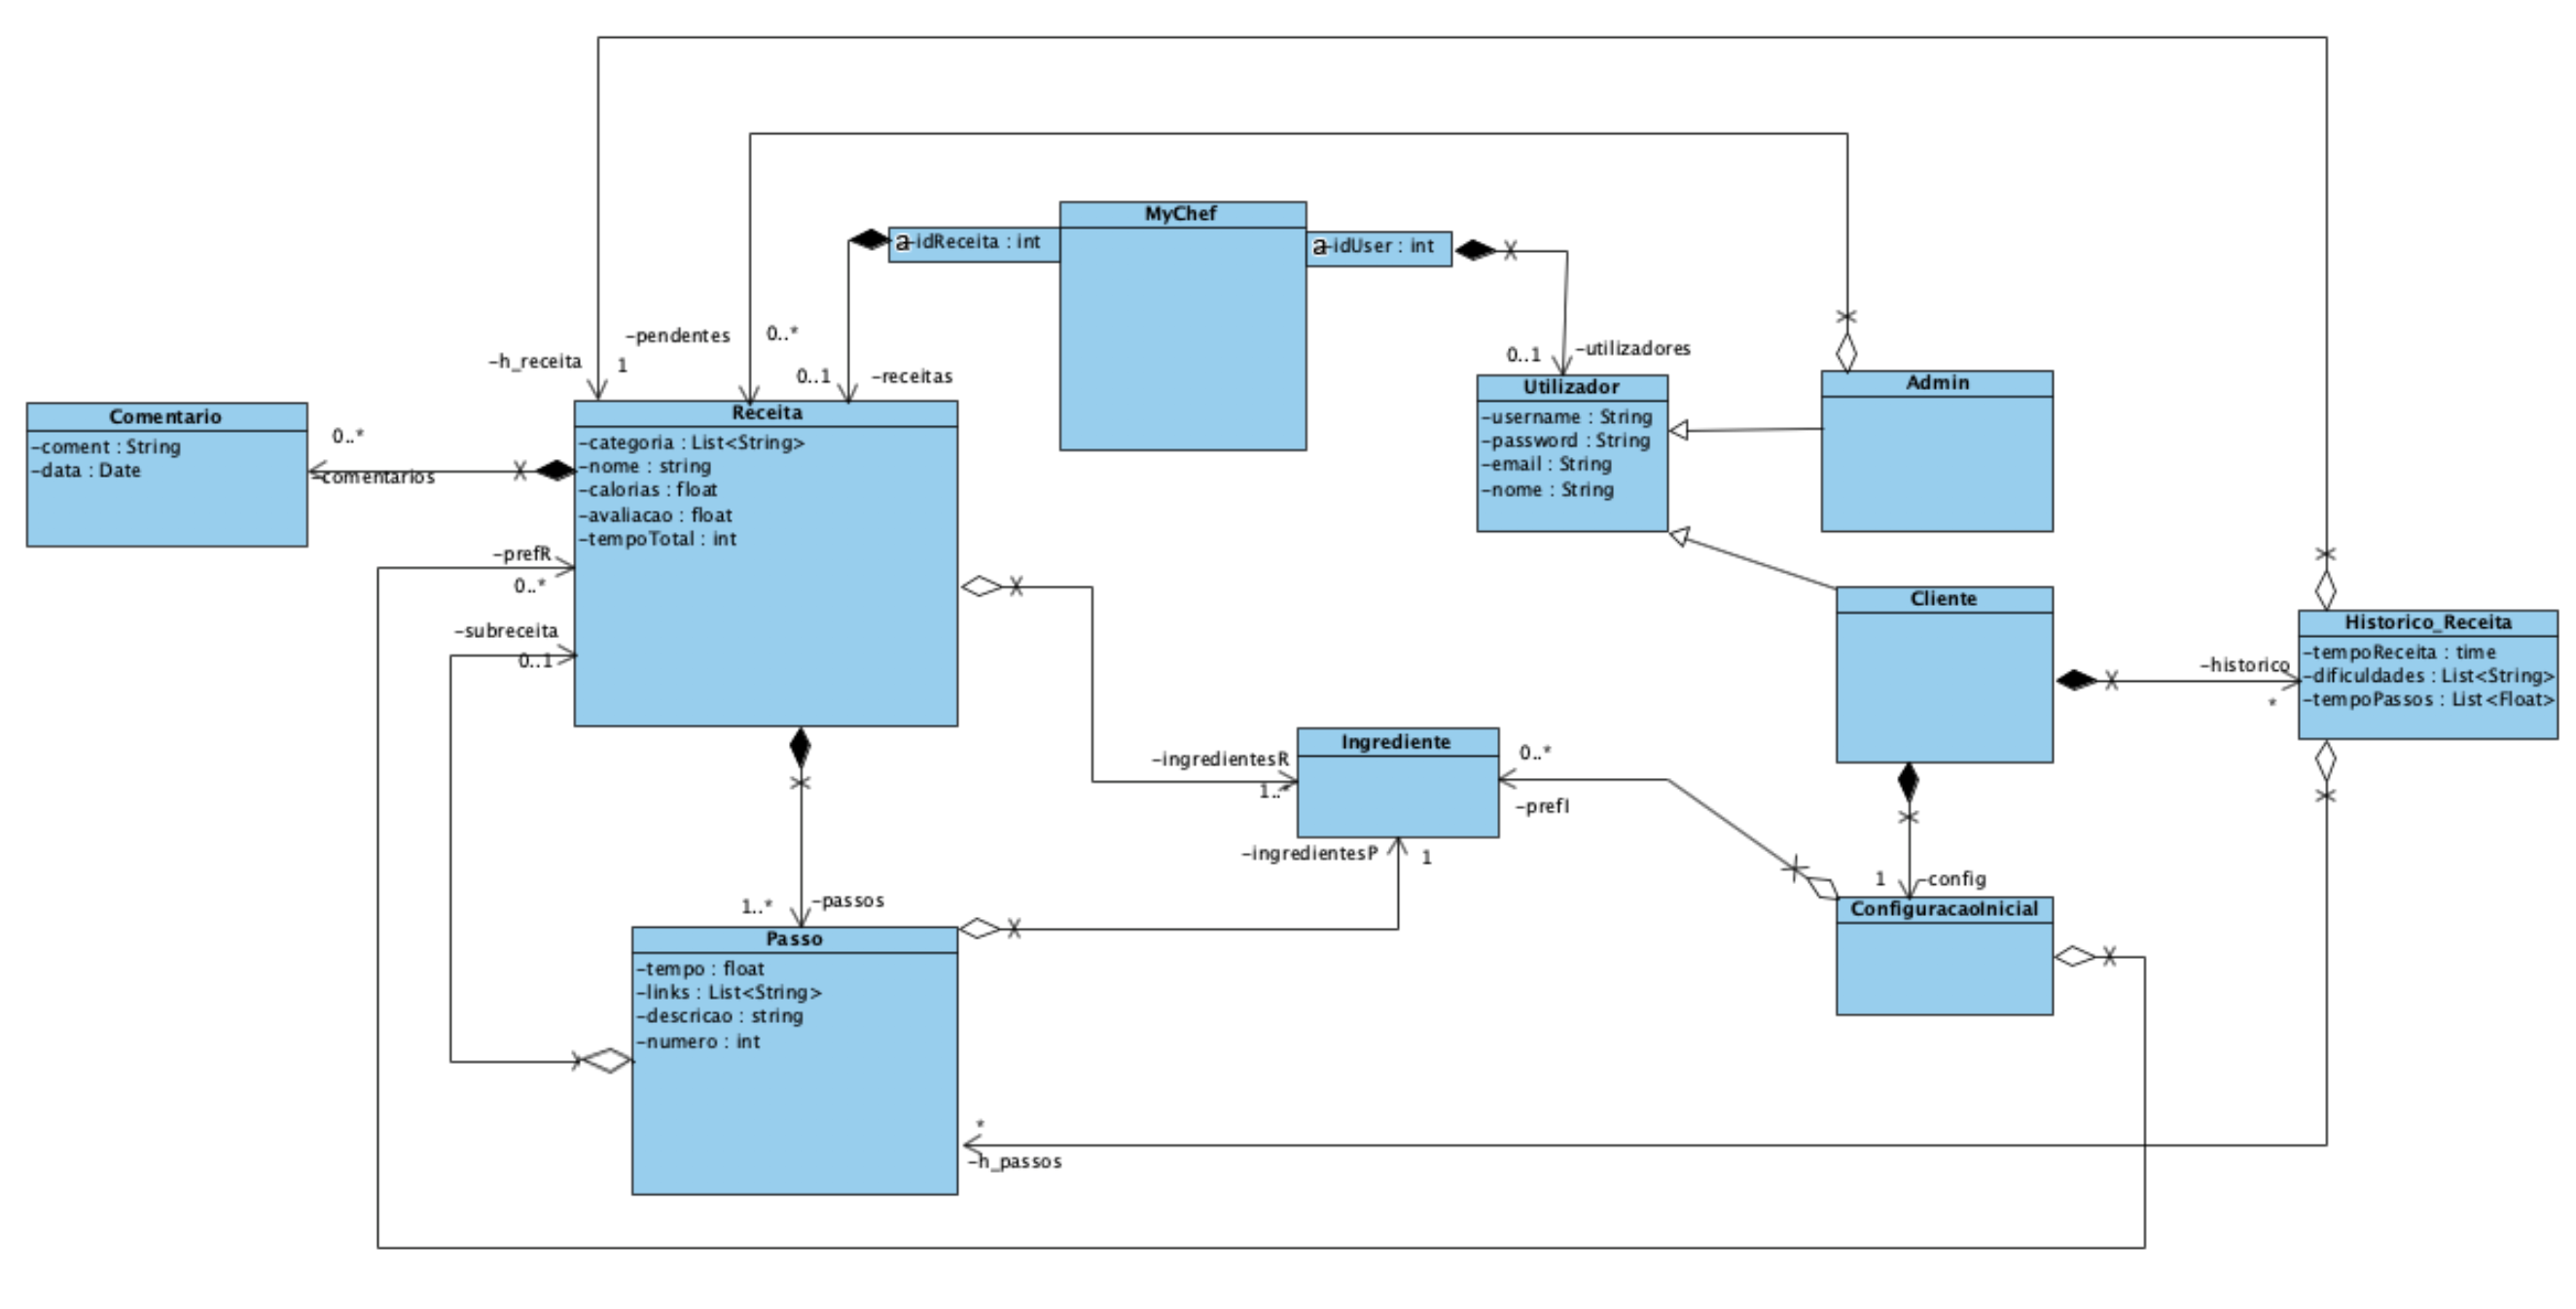 MyChef
a-idReceita : int
a-idUser : int
-pendentes
0..*
-h_receita
1
0..1
-receitas
0..1
-utilizadores
Comentario
-coment : String
-data : Date
0..*
-comentarios
Receita
-categoria : List<String>
-nome : string
-calorias : float
-avaliacao : float
-tempoTotal : int
Utilizador
-username : String
-password : String
-email : String
-nome : String
Admin
-prefR
0..*
-subreceita
0..1
Cliente
-historico
*
Historico_Receita
-tempoReceita : time
-dificuldades : List<String>
-tempoPassos : List<Float>
-ingredientesR
1..*
Ingrediente
0..*
-prefI
-ingredientesP
1
1
-config
ConfiguracaoInicial
1..*
-passos
Passo
-tempo : float
-links : List<String>
-descricao : string
-numero : int
*
-h_passos